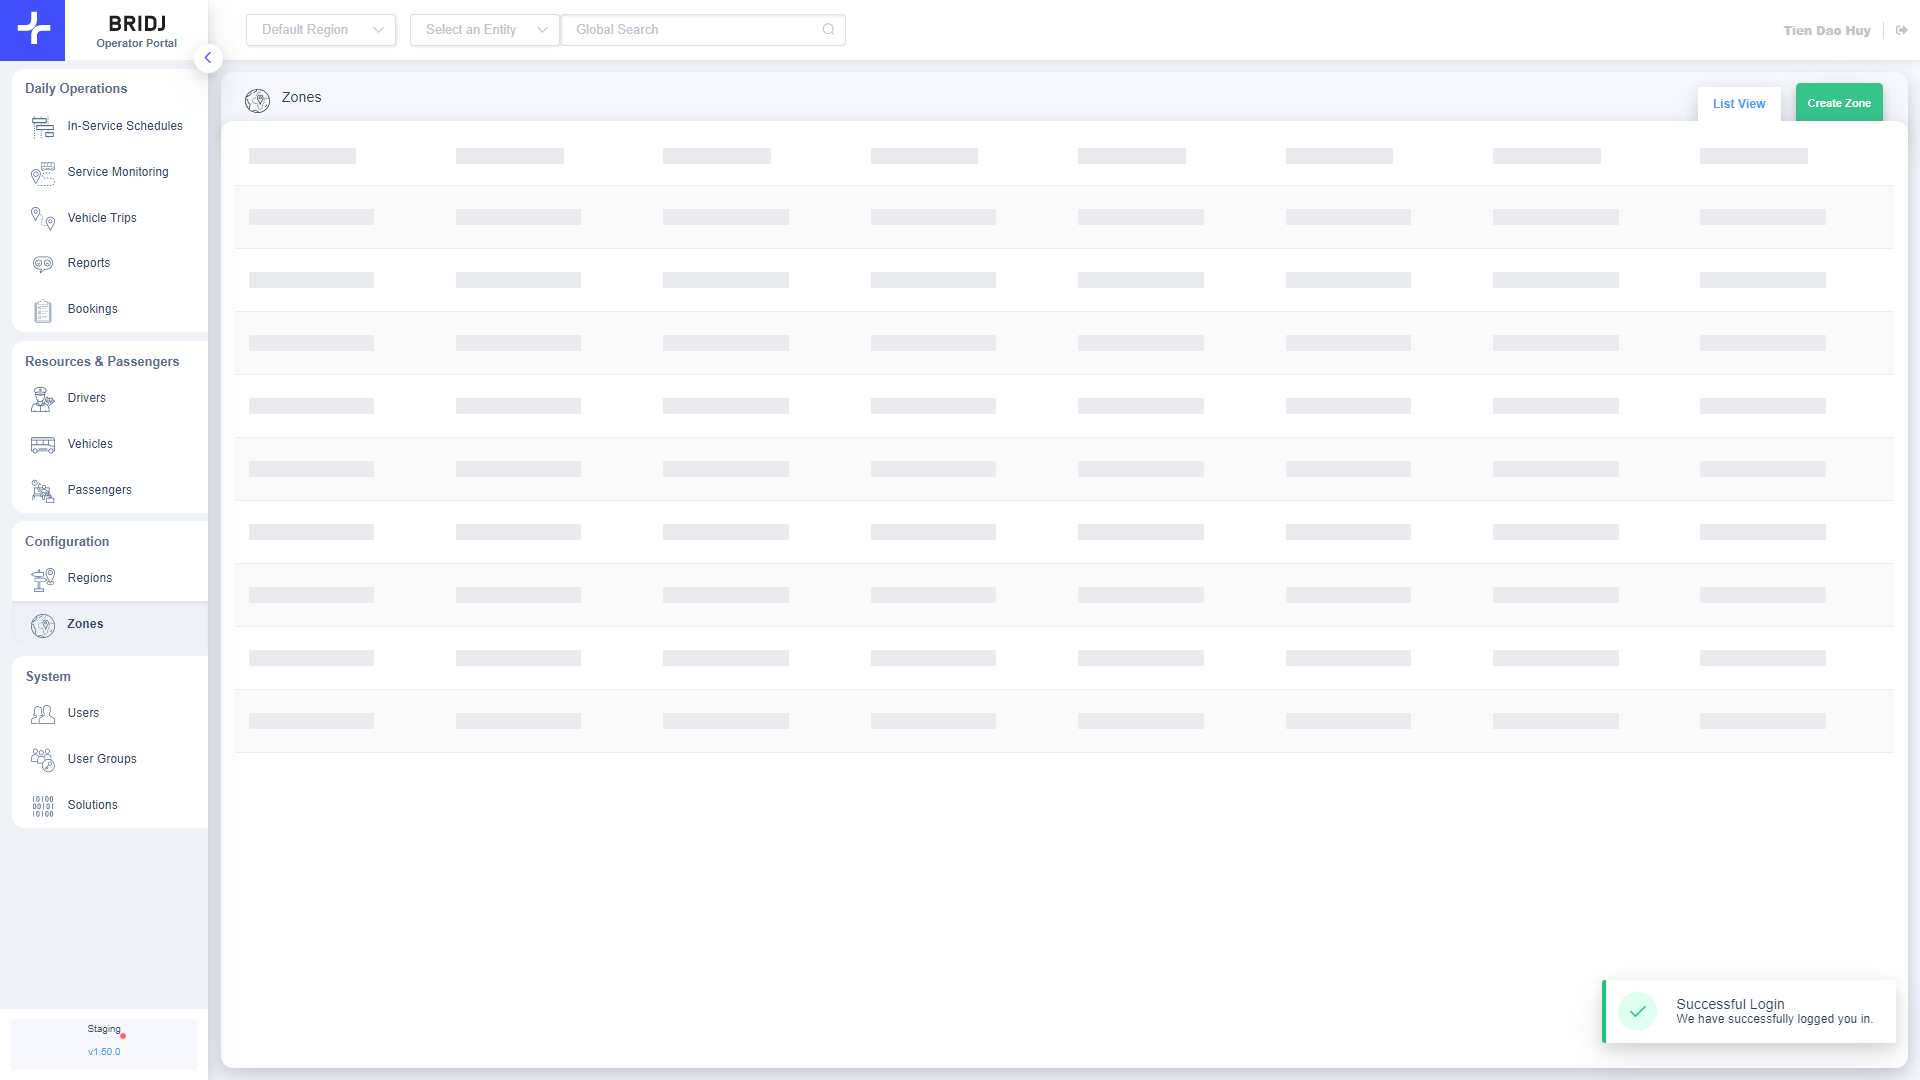 BRIDJ
Operator Portal
Default Region
Select an Entity
Global Search
Tien Dao Huy
Daily Operations
In-Service Schedules
Service Monitoring
Vehicle Trips
Reports
Bookings
Resources & Passengers
Drivers
Vehicles
Passengers
Configuration
Regions
Zones
System
Users
User Groups
Solutions
Staging
v1.50.0
Zones
List View
Create Zone
Successful Login
We have successfully logged you in.